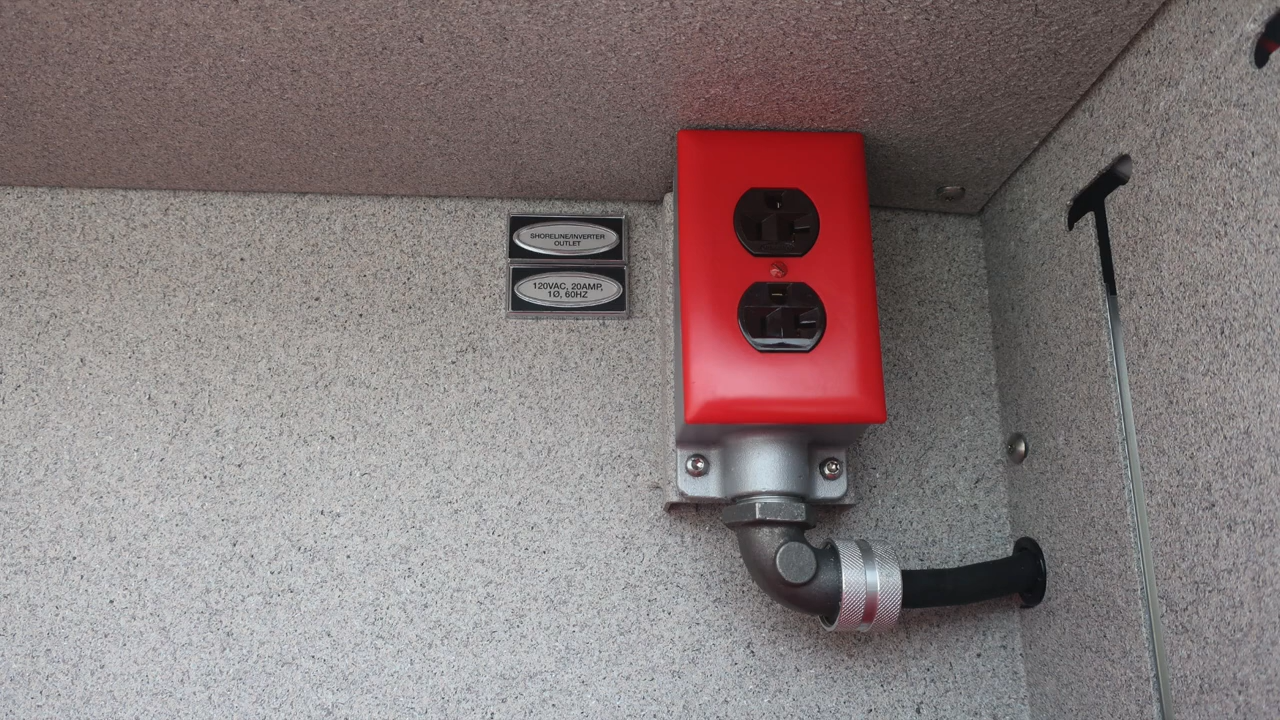 SHORELINE/INVERTER
OUTLET
120VAC, 20AMP,
1Ø, 60HZ